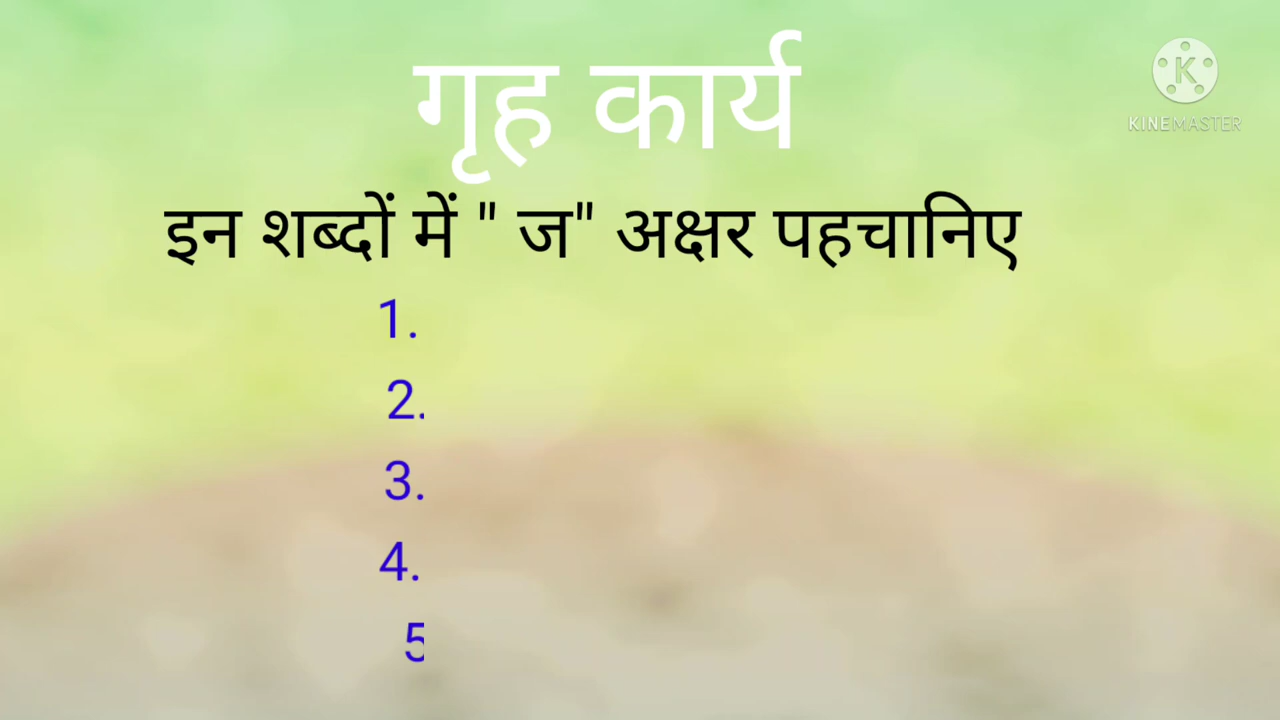 गृह कार्य
KINEMASTER
इन शब्दों में " ज" अक्षर पहचानिए
1.
2.
3.
4.
5